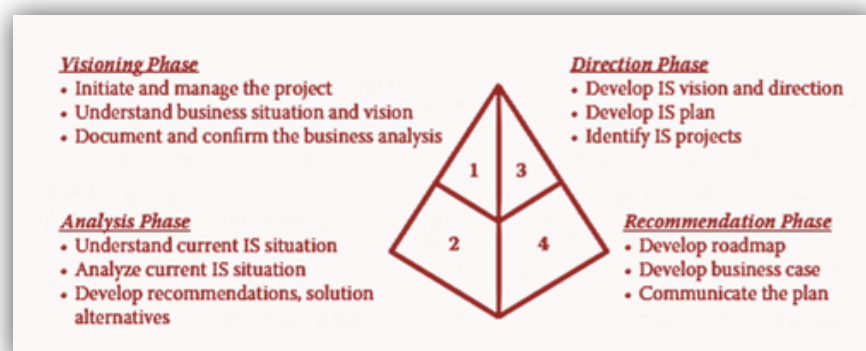 Visioning Phase
• Initiate and manage the project
• Understand business situation and vision
• Document and confirm the business analysis
Direction Phase
• Develop IS vision and direction
• Develop IS plan
• Identify IS projects
1
3
2
4
Analysis Phase
• Understand current IS situation
• Analyze current IS situation
• Develop recommendations, solution
alternatives
Recommendation Phase
• Develop roadmap
• Develop business case
• Communicate the plan